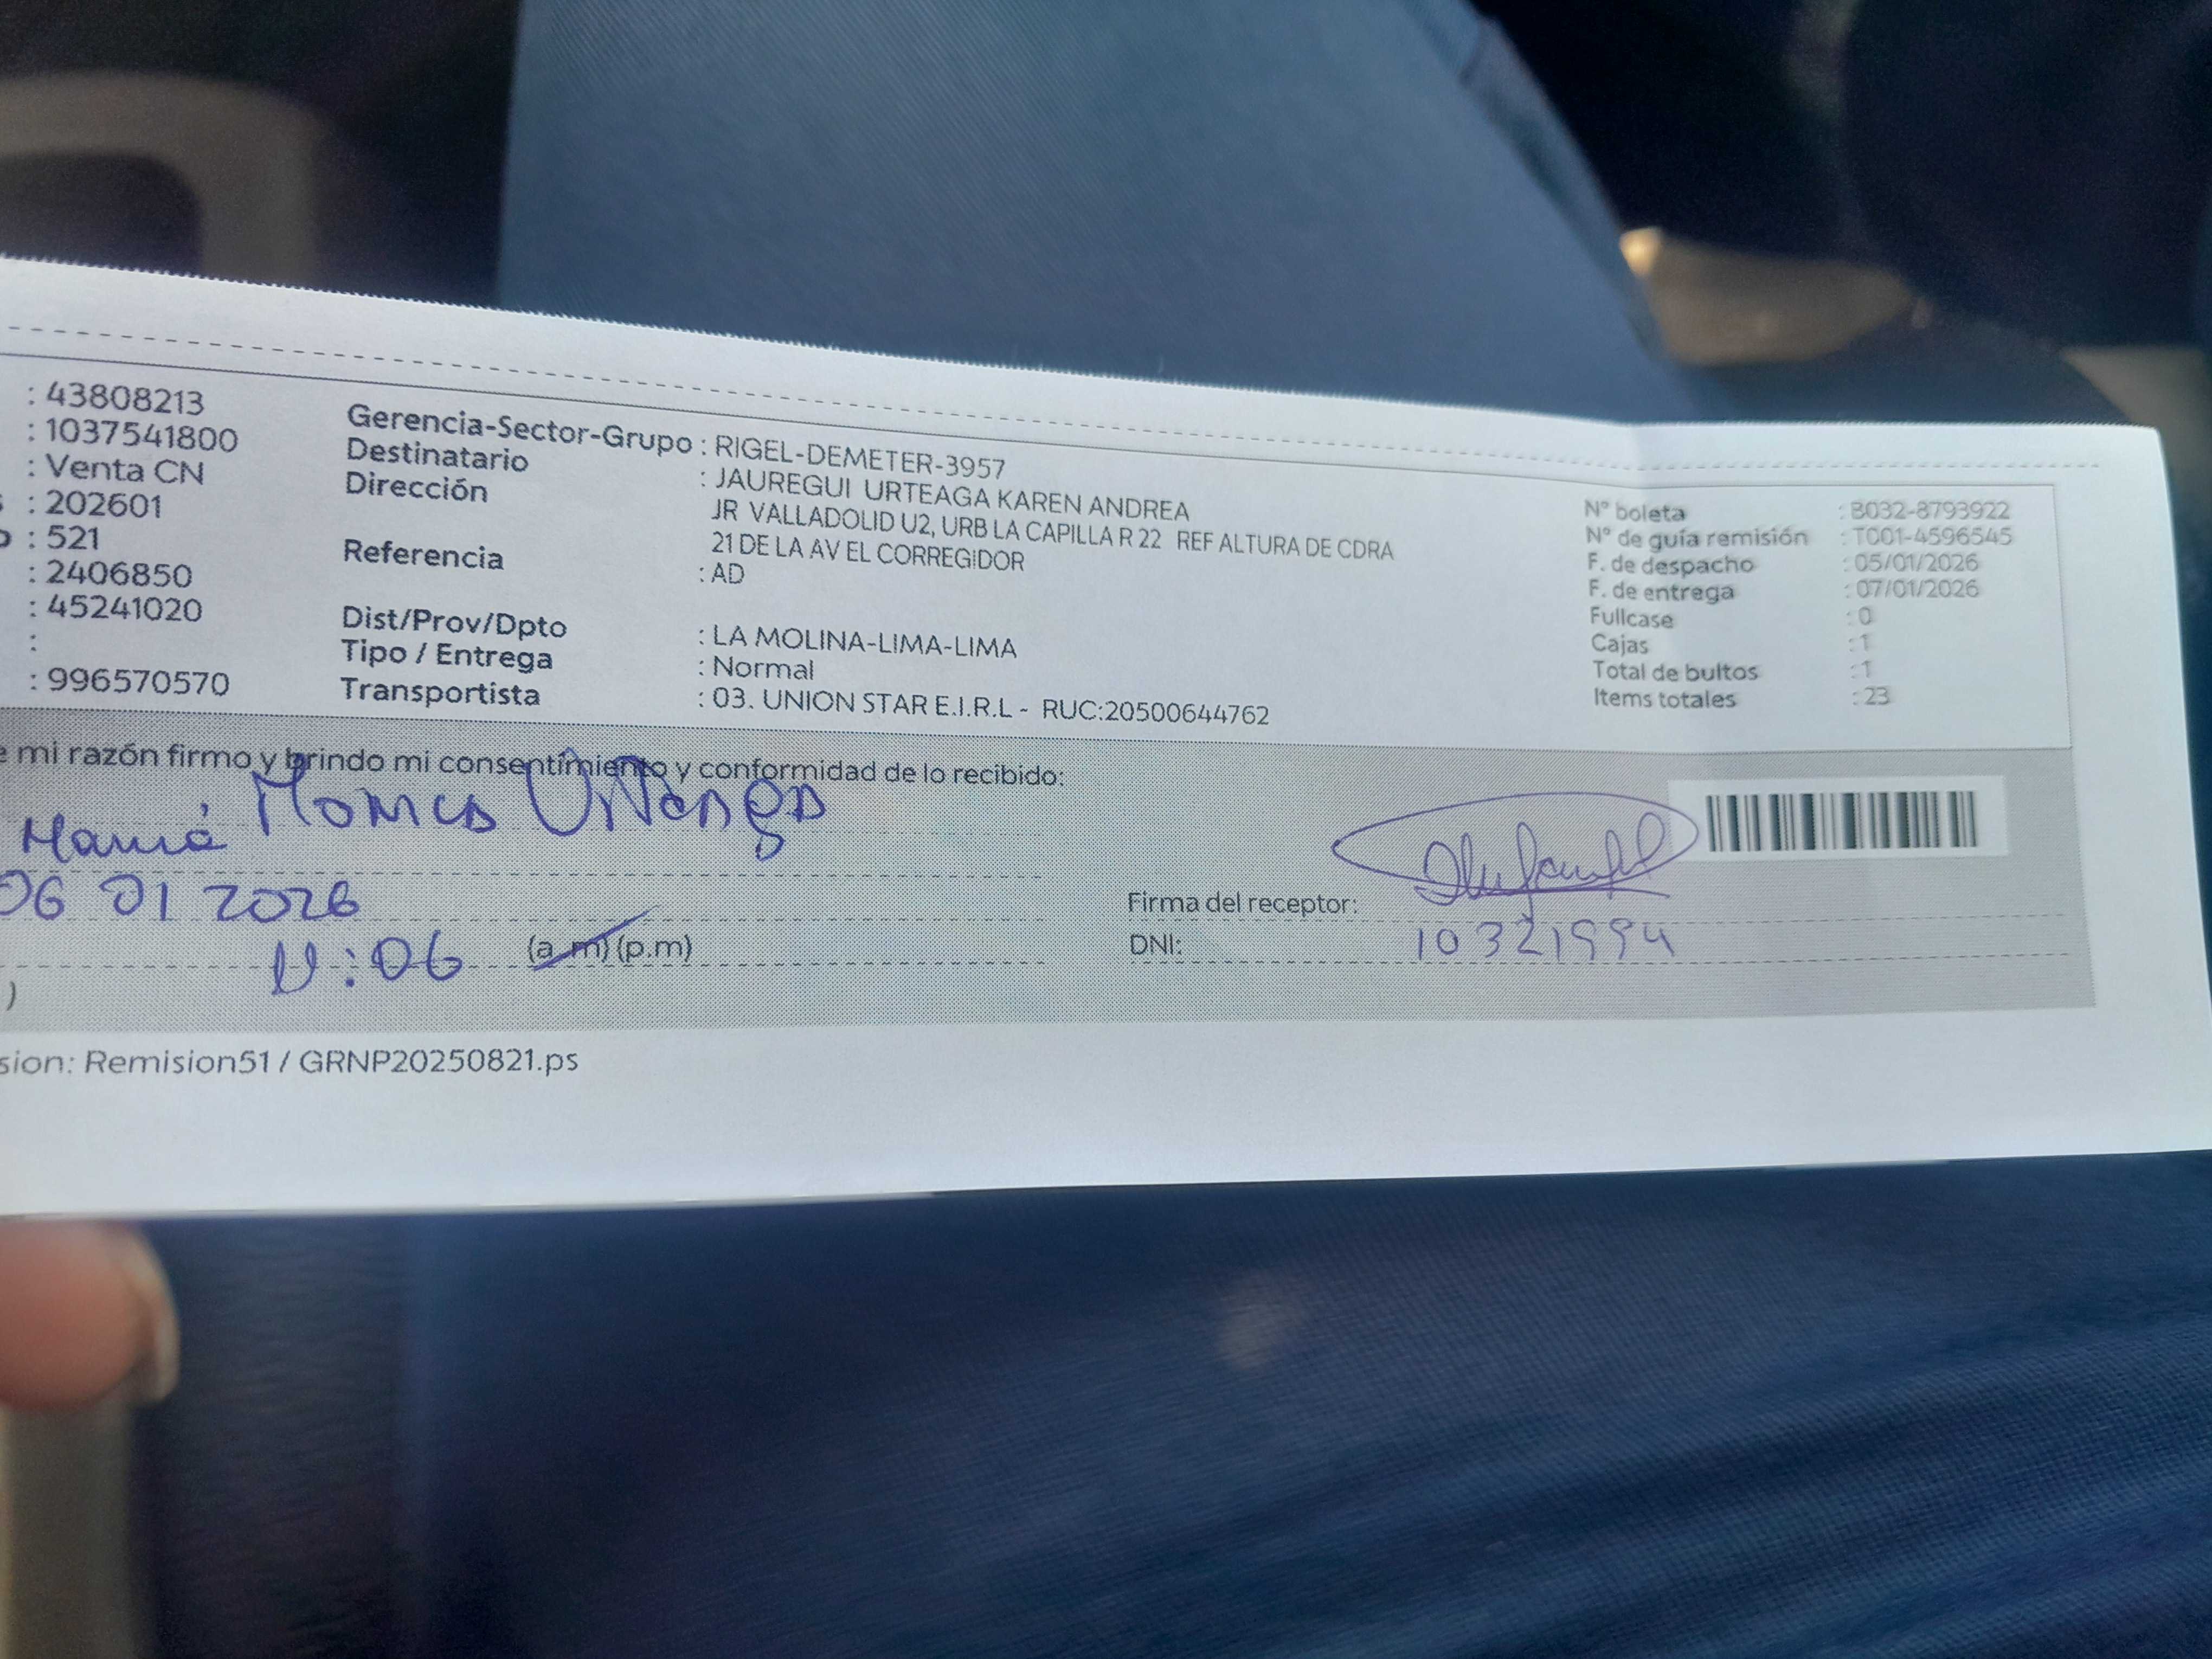 : 43808213
: 1037541800
: Venta CN
: 202601
: 521
: 2406850
: 45241020
:
: 996570570
Gerencia-Sector-Grupo : RIGEL-DEMETER-3957
Destinatario : JAUREGUI URTEAGA KAREN ANDREA
Dirección JR VALLADOLID U2, URB LA CAPILLA R 22 REF ALTURA DE CDRA
21 DE LA AV EL CORREGIDOR
Referencia : AD
Dist/Prov/Dpto : LA MOLINA-LIMA-LIMA
Tipo / Entrega : Normal
Transportista : 03. UNION STAR E.I.R.L - RUC:20500644762
N° boleta : B032-8793922
N° de guía remisión : T001-4596545
F. de despacho : 05/01/2026
F. de entrega : 07/01/2026
Fullcase : 0
Cajas : 1
Total de bultos : 1
Items totales : 23
e mi razón firmo y brindo mi consentimiento y conformidad de lo recibido:
Mamá Monica Urteaga
06 01 2026
11:06 (a.m) (p.m)
)
Firma del receptor:
DNI: 10321994
sion: Remision51 / GRNP20250821.ps